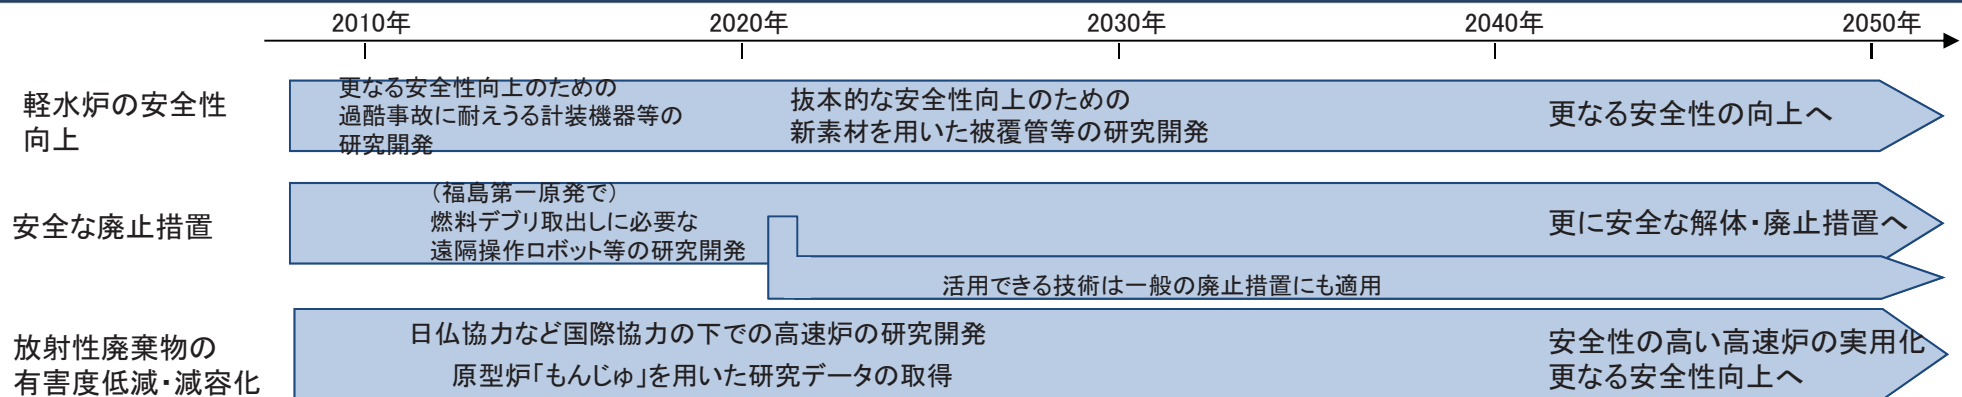 2010年 2020年 2030年 2040年 2050年
軽水炉の安全性
向上
更なる安全性向上のための
過酷事故に耐えうる計装機器等の
研究開発
抜本的な安全性向上のための
新素材を用いた被覆管等の研究開発
更なる安全性の向上へ
安全な廃止措置
（福島第一原発で）
燃料デブリ取出しに必要な
遠隔操作ロボット等の研究開発
更に安全な解体・廃止措置へ
活用できる技術は一般の廃止措置にも適用
放射性廃棄物の
有害度低減・減容化
日仏協力など国際協力の下での高速炉の研究開発
原型炉「もんじゅ」を用いた研究データの取得
安全性の高い高速炉の実用化
更なる安全性向上へ